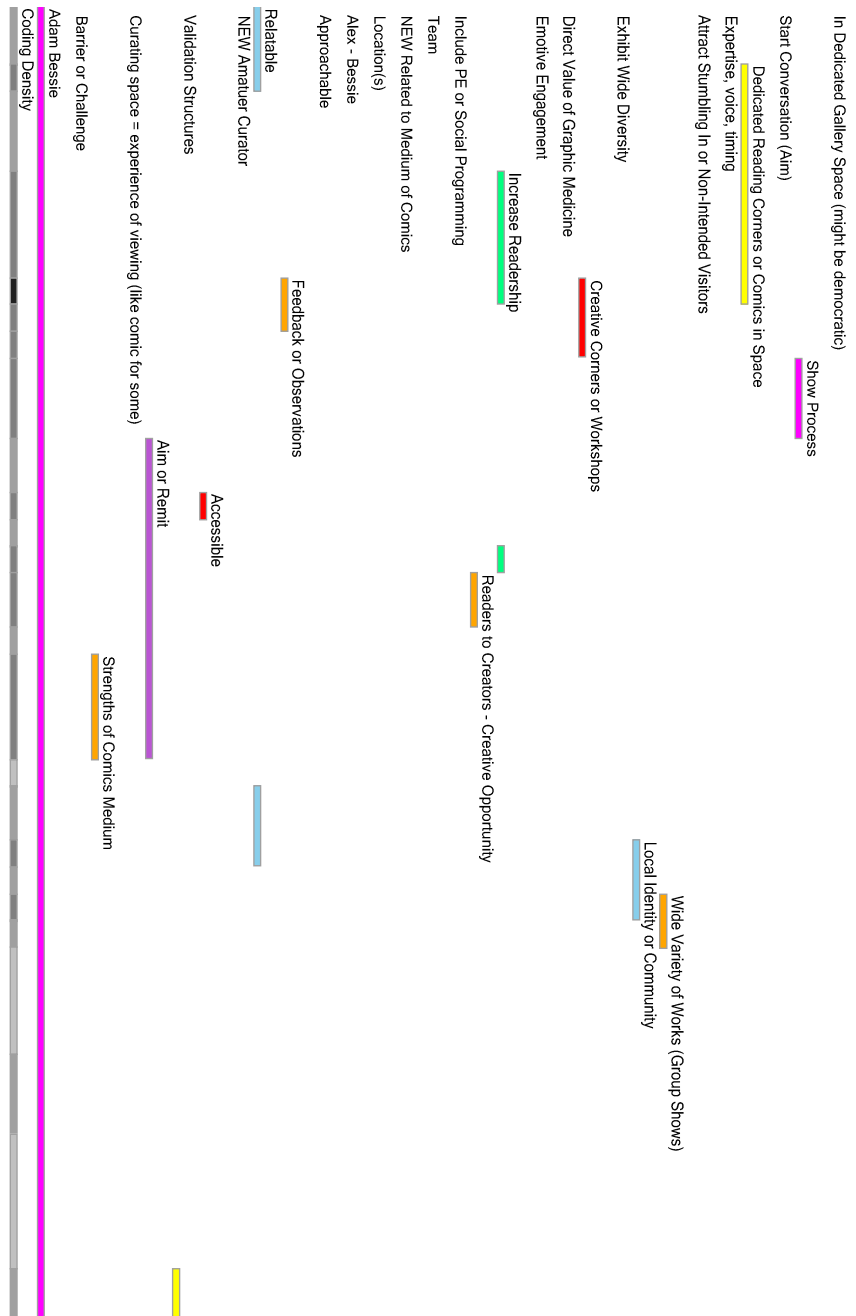 In Dedicated Gallery Space (might be democratic)
Show Process
Start Conversation (Aim)
Dedicated Reading Corners or Comics in Space
Expertise, voice, timing
Attract Stumbling In or Non-Intended Visitors
Wide Variety of Works (Group Shows)
Local Identity or Community
Exhibit Wide Diversity
Creative Corners or Workshops
Direct Value of Graphic Medicine
Emotive Engagement
Increase Readership
Readers to Creators - Creative Opportunity
Include PE or Social Programming
Team
NEW Related to Medium of Comics
Location(s)
Alex - Bessie
Approachable
Feedback or Observations
Relatable
NEW Amatuer Curator
Accessible
Validation Structures
Aim or Remit
Curating space = experience of viewing (like comic for some)
Strengths of Comics Medium
Barrier or Challenge
Adam Bessie
Coding Density